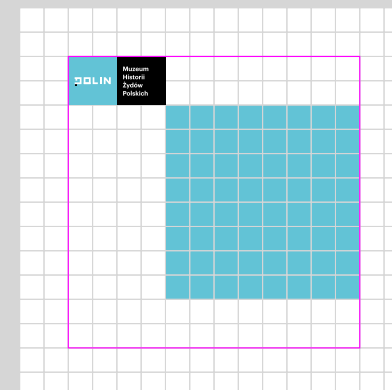 POLIN
Muzeum
Historii
Żydów
Polskich